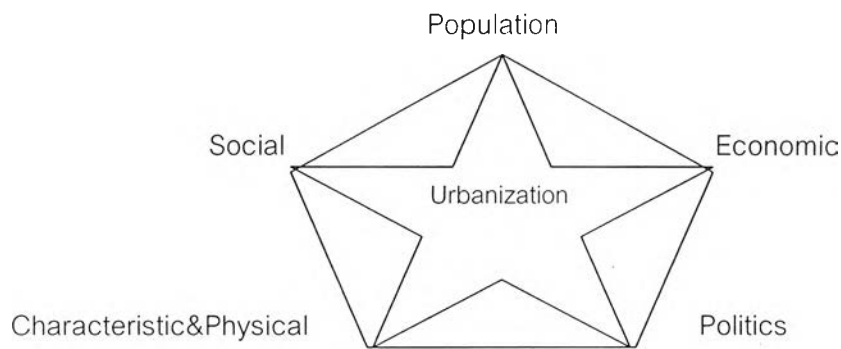 Population
Social
Economic
Urbanization
Characteristic&Physical
Politics